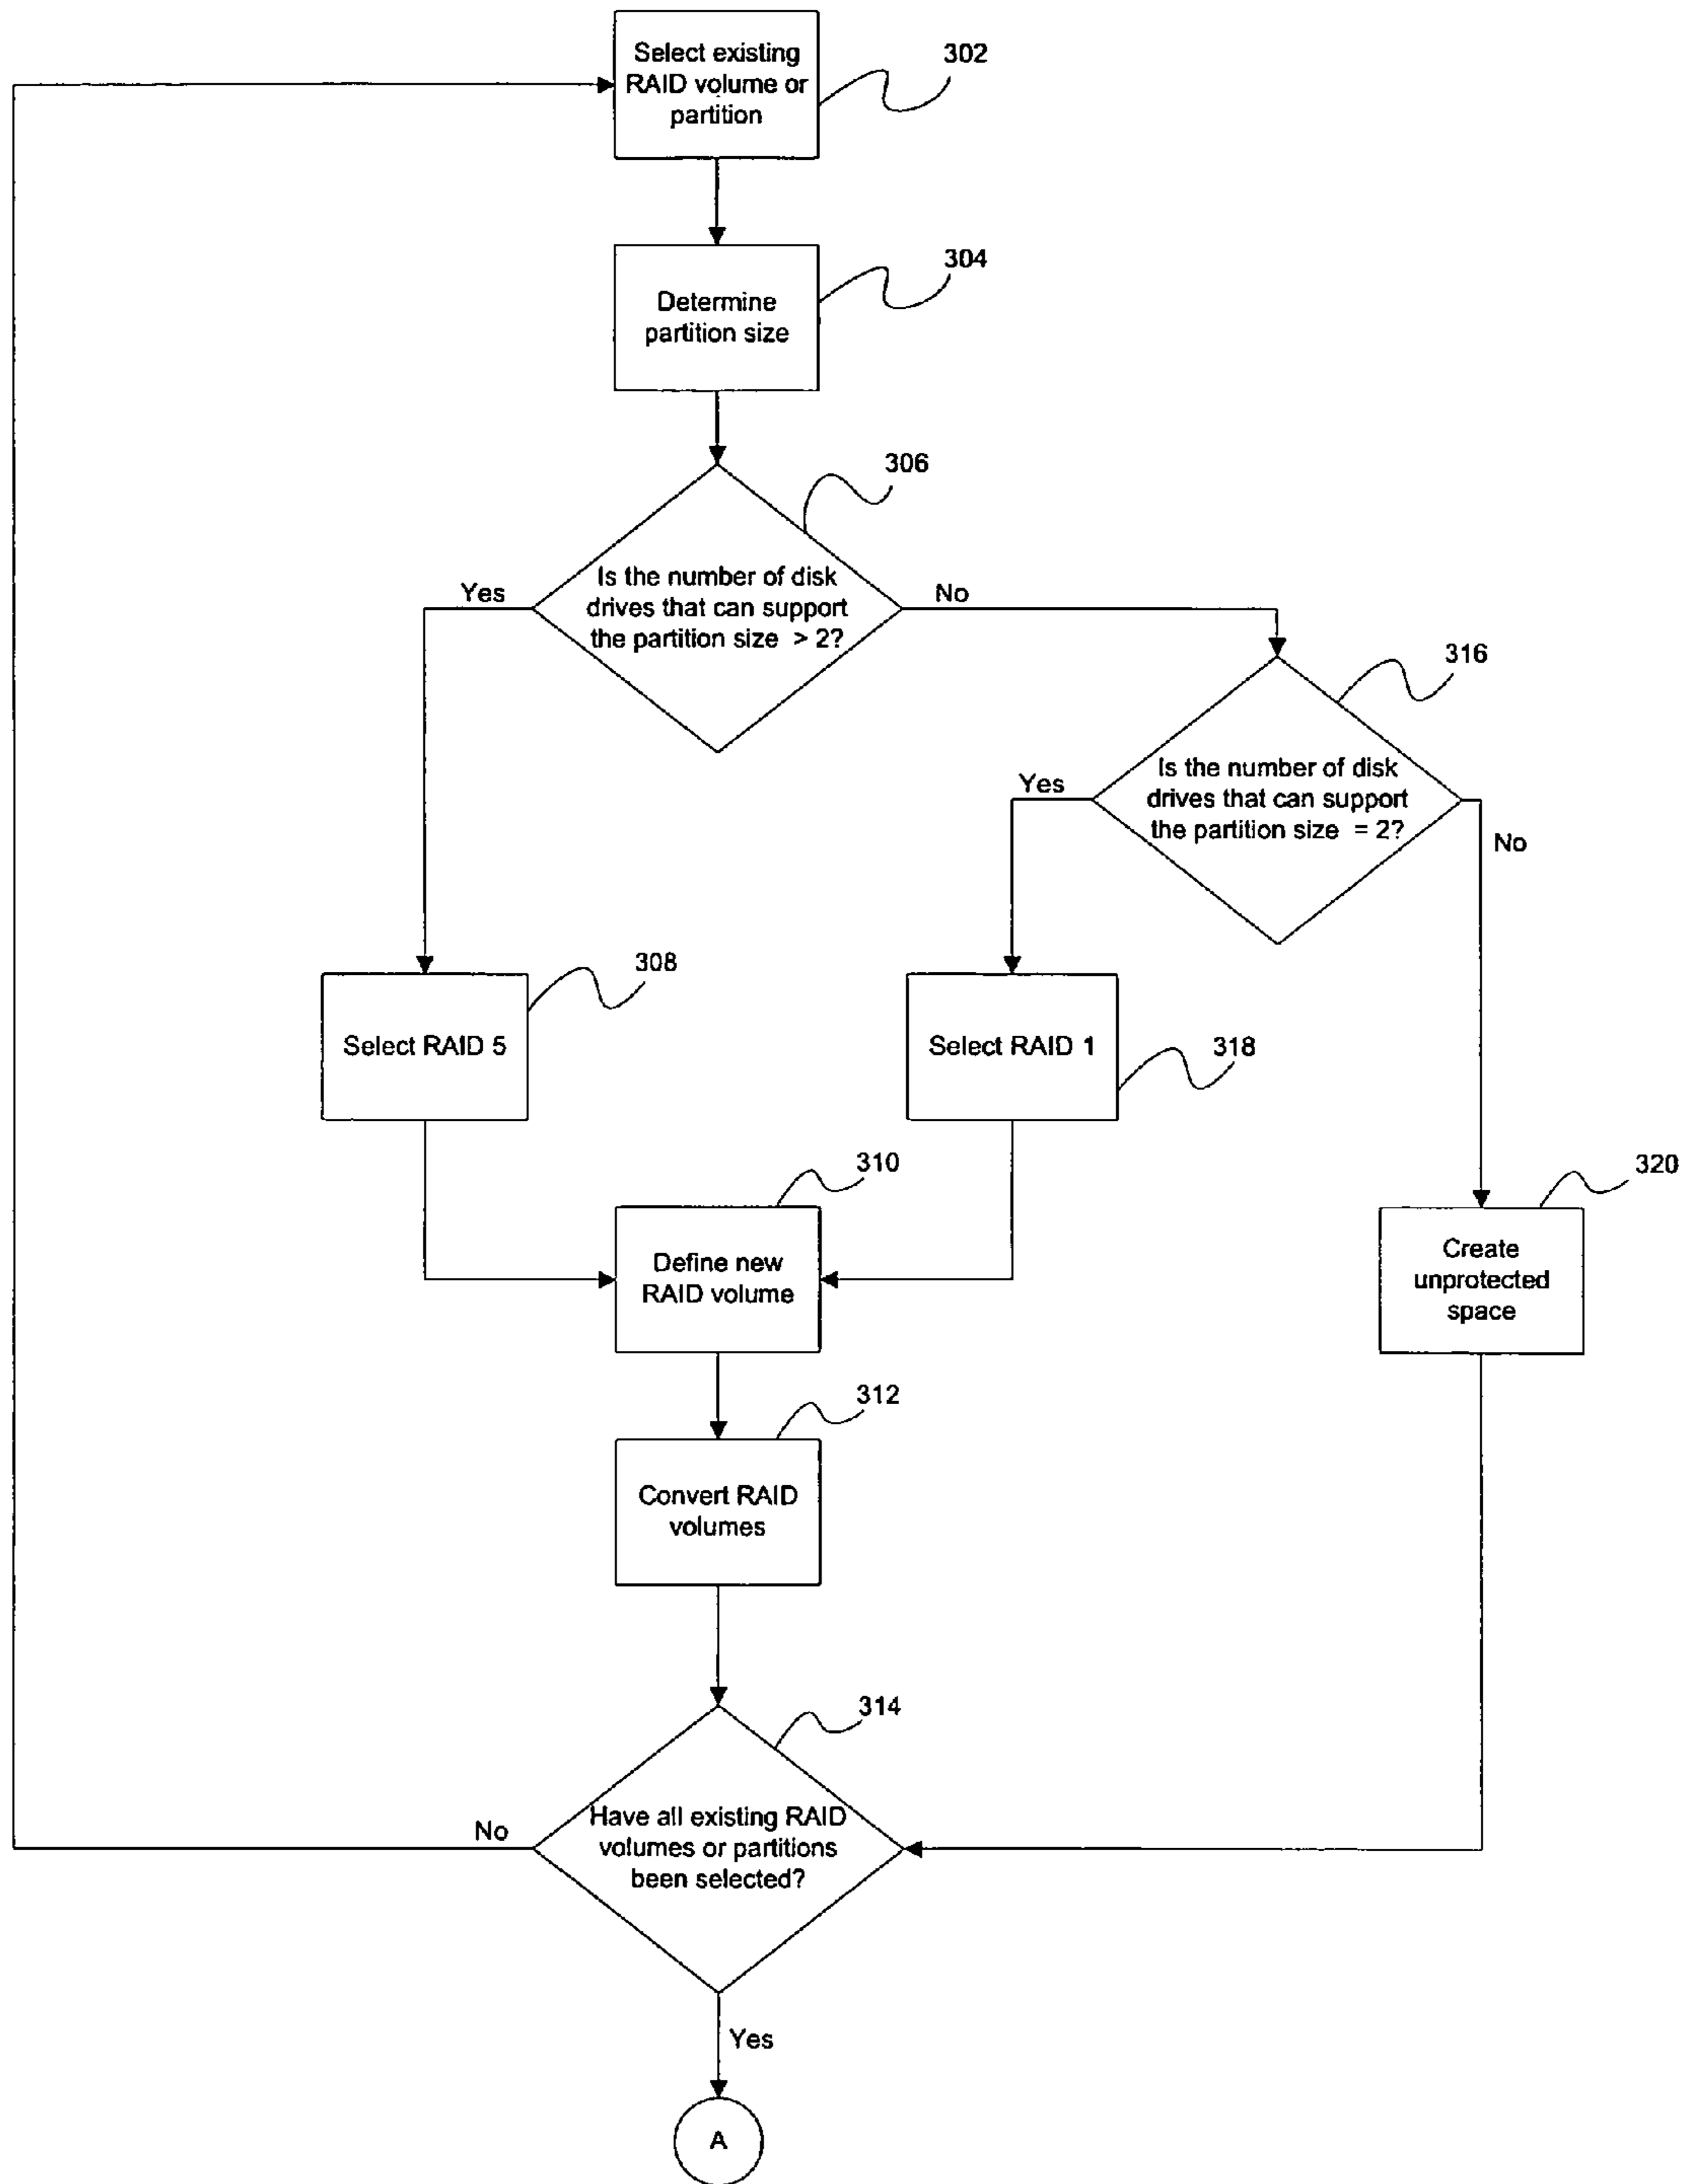 Select existing
RAID volume or
partition
302
Determine
partition size
304
306
Is the number of disk
drives that can support
the partition size > 2?
Yes
No
316
Is the number of disk
drives that can support
the partition size = 2?
Yes
No
308
Select RAID 5
Select RAID 1
318
310
Define new
RAID volume
320
Create
unprotected
space
312
Convert RAID
volumes
314
Have all existing RAID
volumes or partitions
been selected?
No
Yes
A